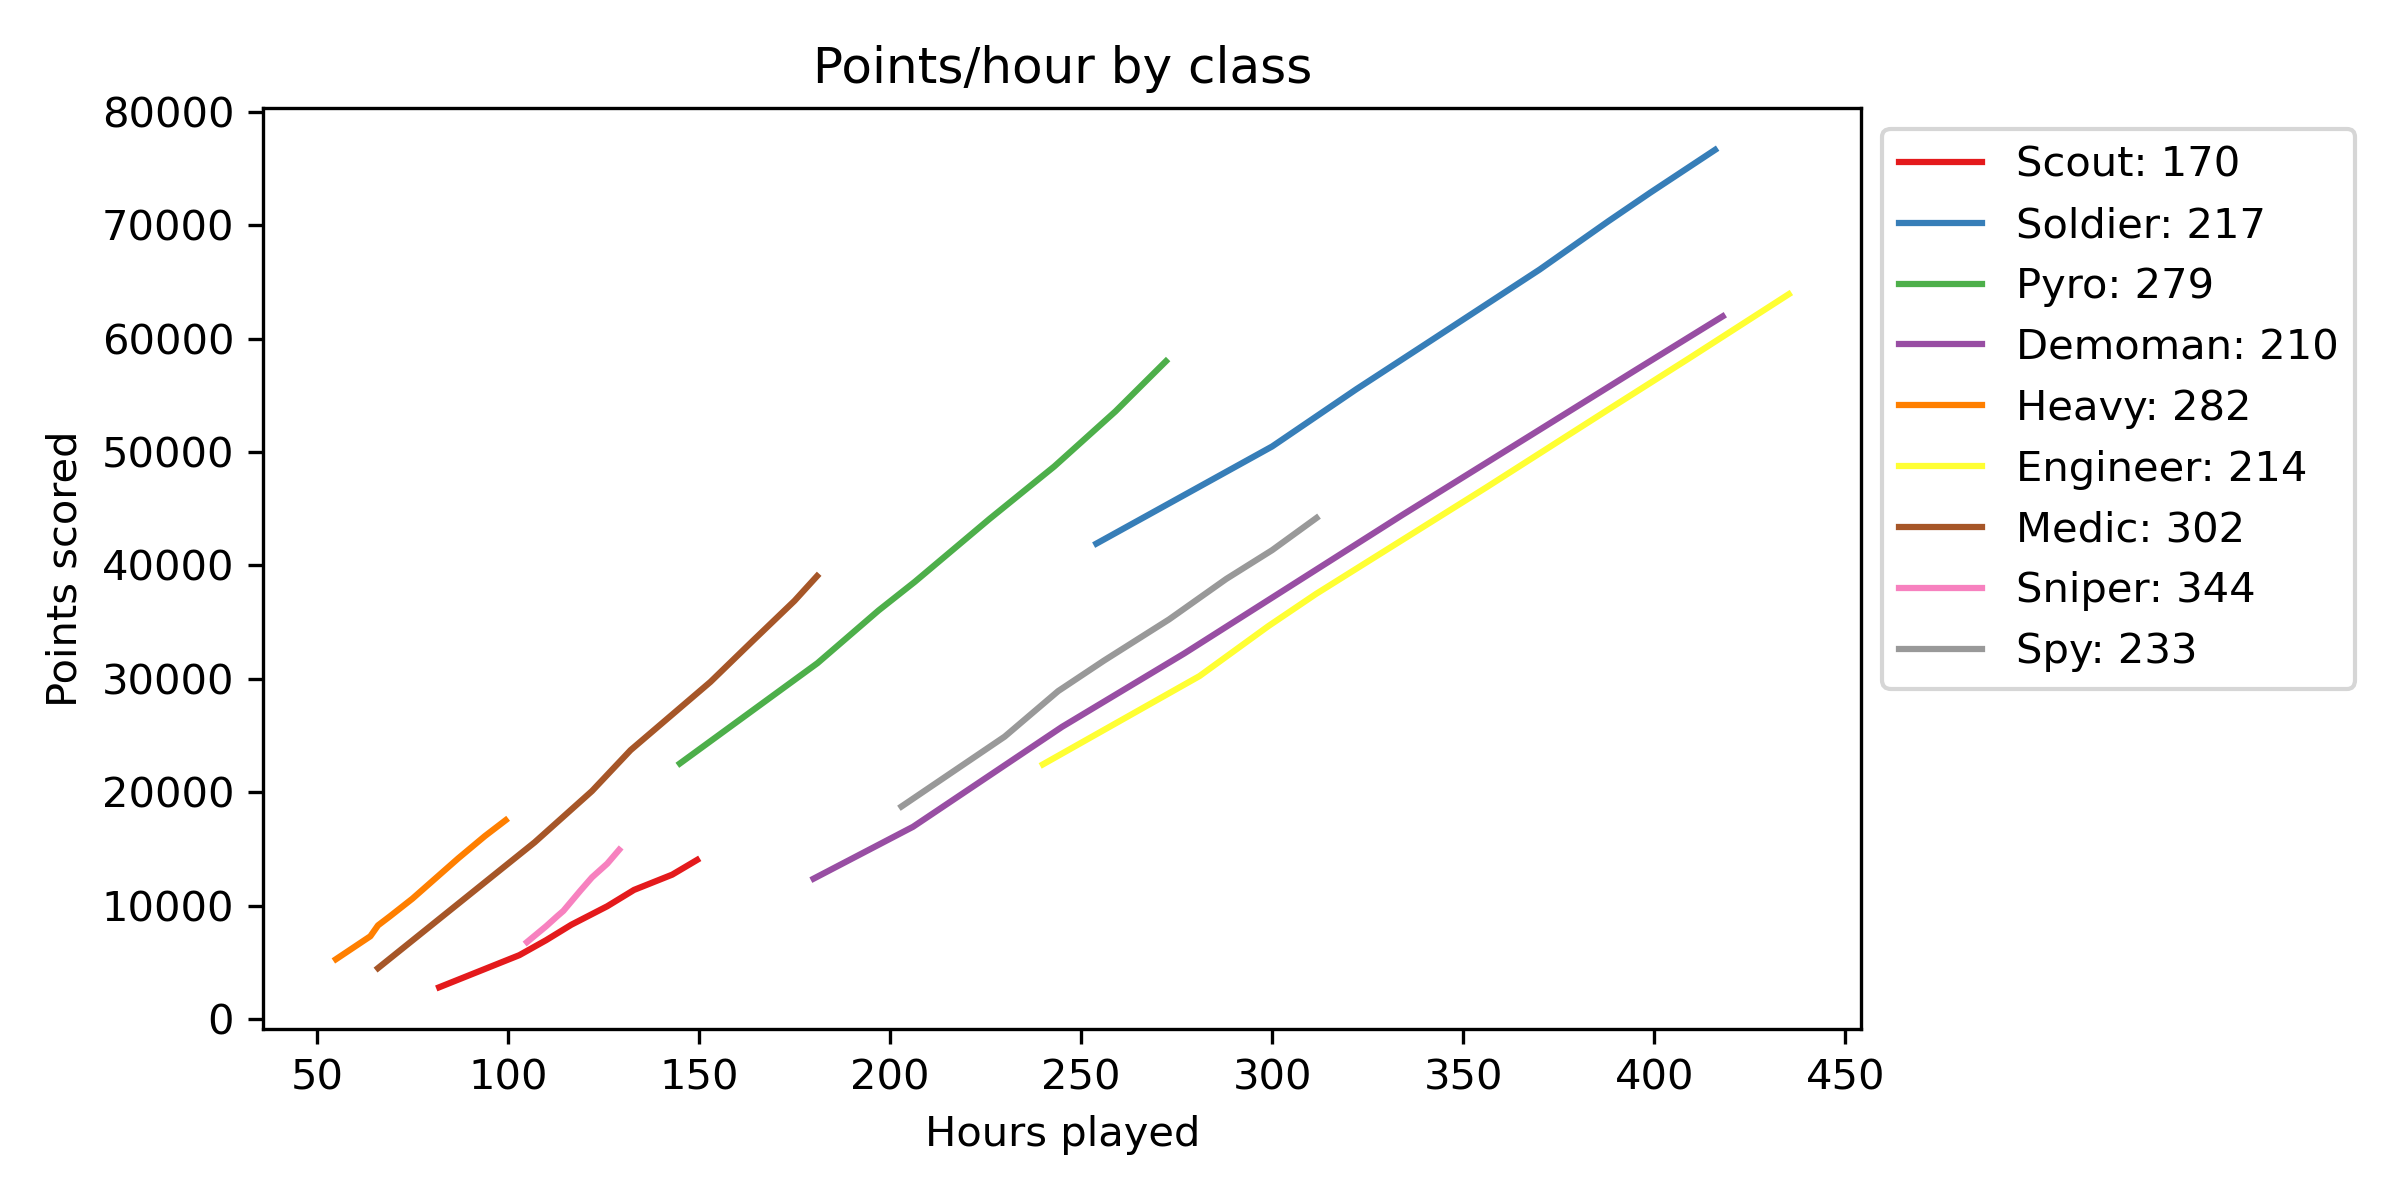 Points/hour by class
80000
70000
60000
50000
40000
30000
20000
10000
0
Points scored
50 100 150 200 250 300 350 400 450
Hours played
Scout: 170
Soldier: 217
Pyro: 279
Demoman: 210
Heavy: 282
Engineer: 214
Medic: 302
Sniper: 344
Spy: 233